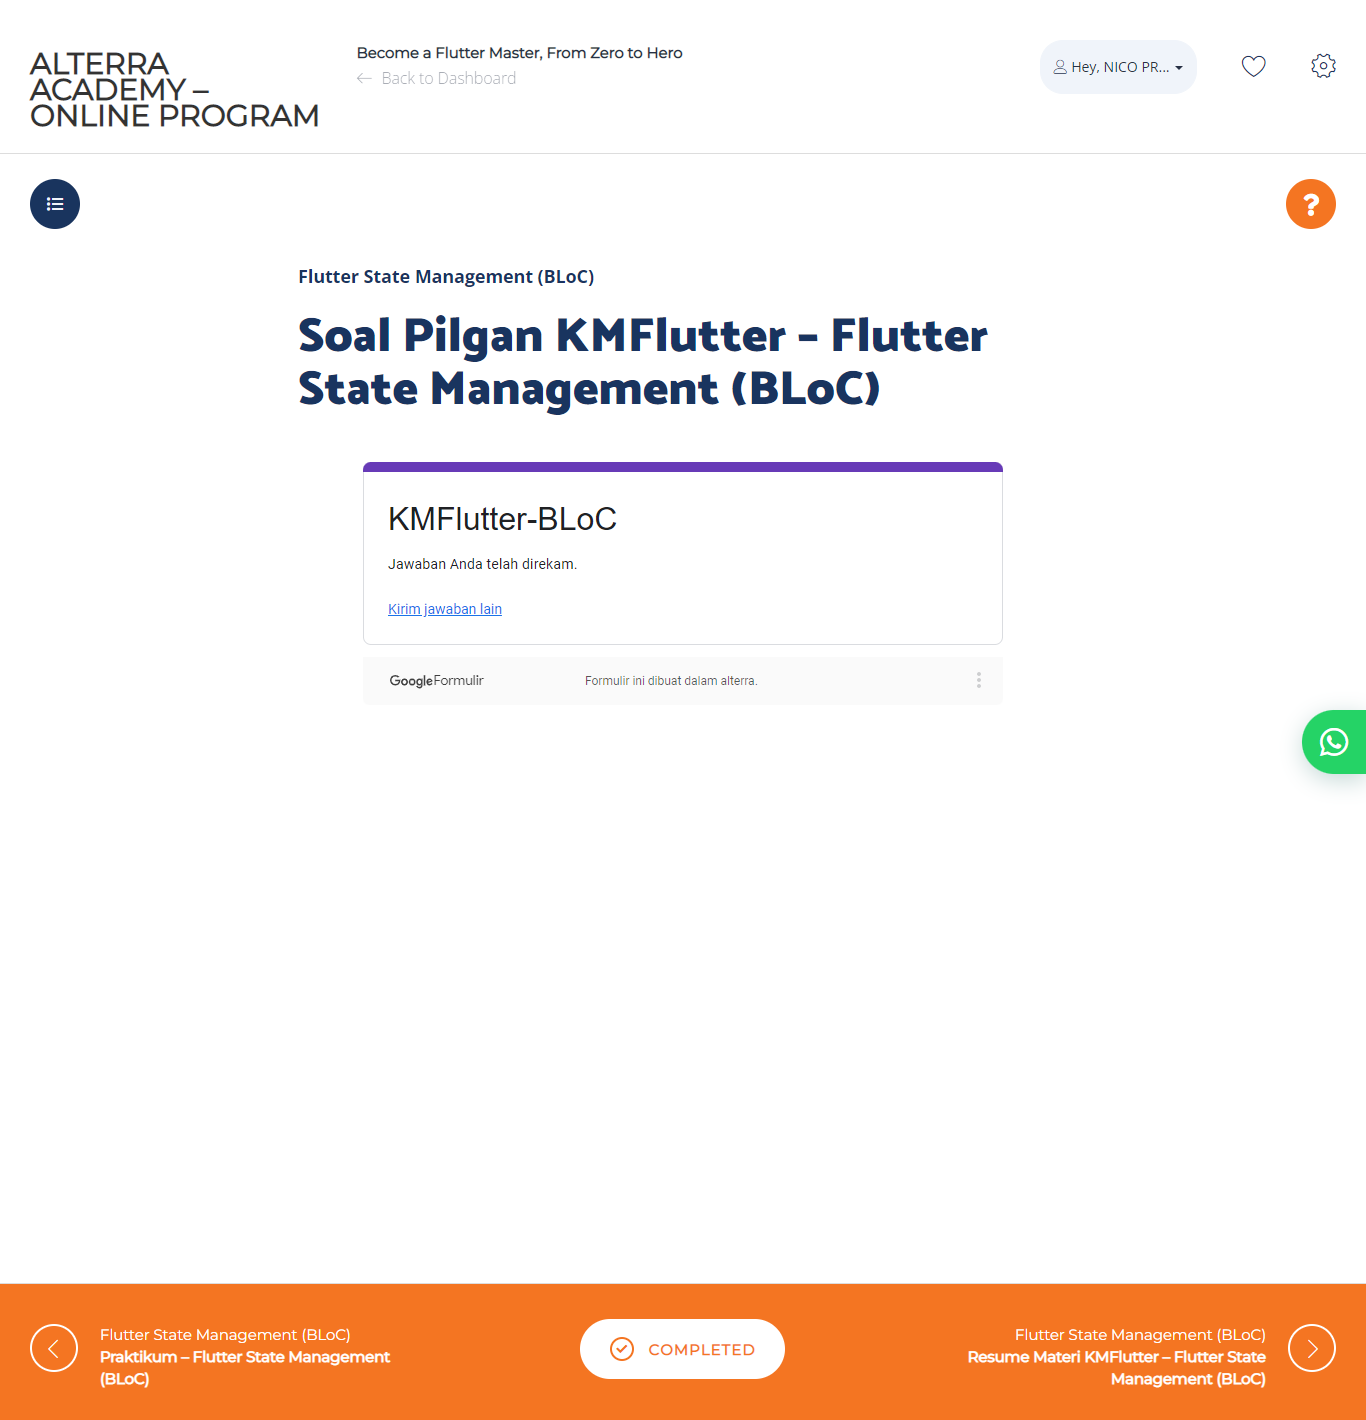 ALTERRA
ACADEMY –
ONLINE PROGRAM
Become a Flutter Master, From Zero to Hero
Back to Dashboard
Hey, NICO PR...
?
Flutter State Management (BLoC)
Soal Pilgan KMFlutter – Flutter
State Management (BLoC)
KMFlutter-BLoC
Jawaban Anda telah direkam.
Kirim jawaban lain
Google Formulir
Formulir ini dibuat dalam alterra.
Flutter State Management (BLoC)
Praktikum – Flutter State Management
(BLoC)
COMPLETED
Flutter State Management (BLoC)
Resume Materi KMFlutter – Flutter State
Management (BLoC)